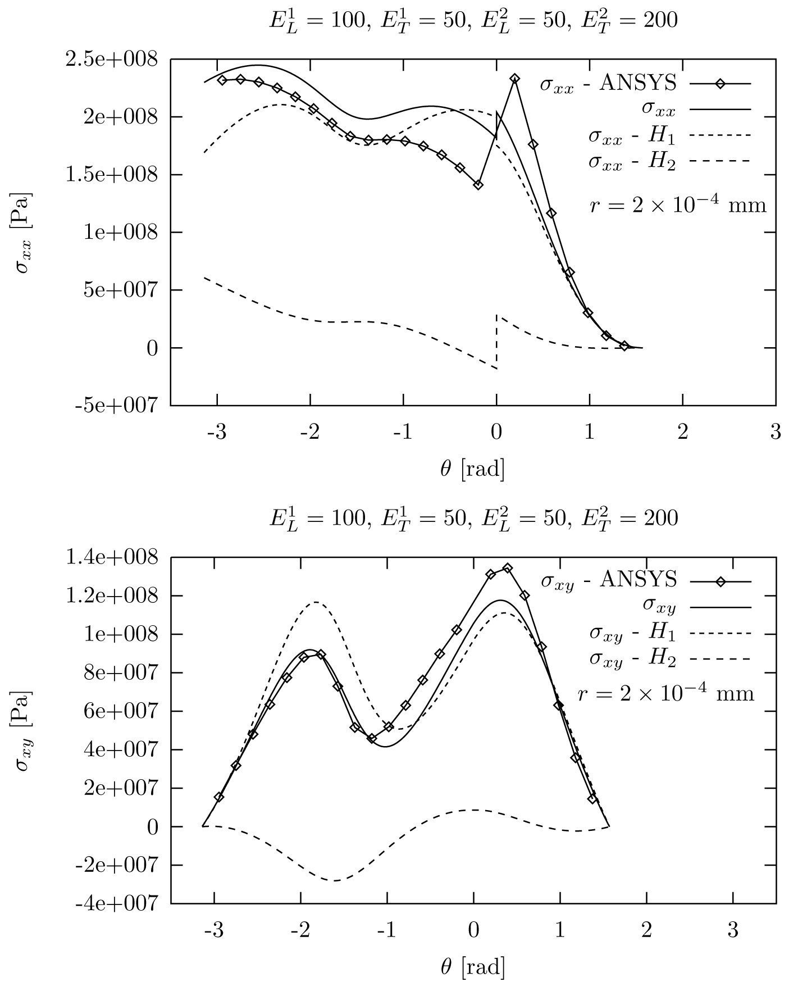 E_L^1 = 100, E_T^1 = 50, E_L^2 = 50, E_T^2 = 200
2.5e+008
2e+008
1.5e+008
1e+008
5e+007
0
-5e+007
σ_xx [Pa]
σ_xx - ANSYS
σ_xx
σ_xx - H_1
σ_xx - H_2
r = 2 × 10^−4 mm
-3 -2 -1 0 1 2 3
θ [rad]
E_L^1 = 100, E_T^1 = 50, E_L^2 = 50, E_T^2 = 200
1.4e+008
1.2e+008
1e+008
8e+007
6e+007
4e+007
2e+007
0
-2e+007
-4e+007
σ_xy [Pa]
σ_xy - ANSYS
σ_xy
σ_xy - H_1
σ_xy - H_2
r = 2 × 10^−4 mm
-3 -2 -1 0 1 2 3
θ [rad]